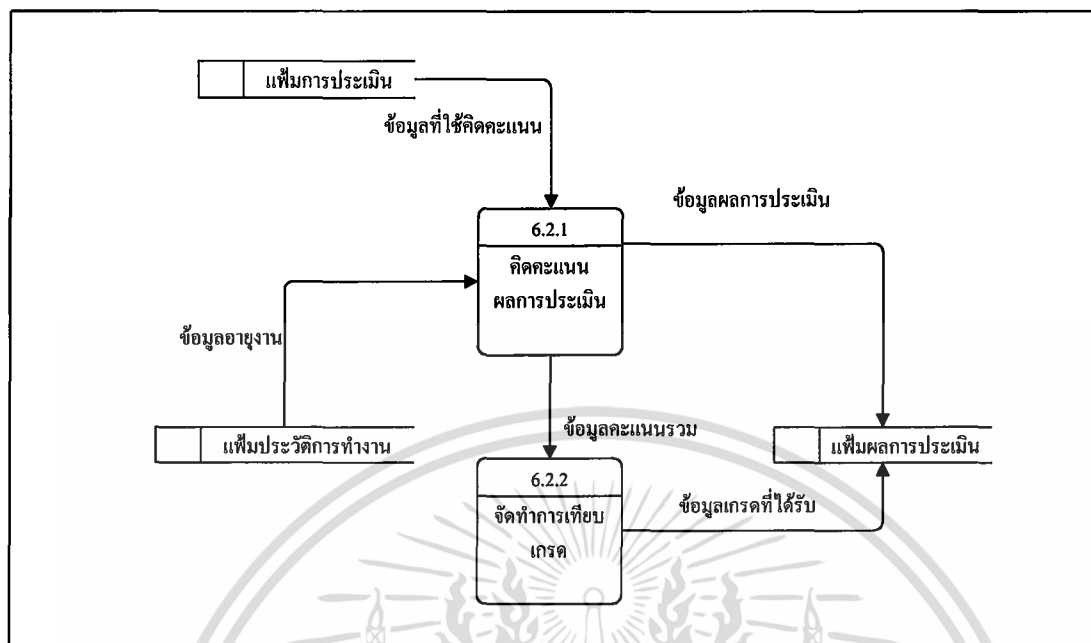 แฟ้มการประเมิน
ข้อมูลที่ใช้คิดคะแนน
ข้อมูลผลการประเมิน
6.2.1
คิดคะแนน
ผลการประเมิน
ข้อมูลอายุงาน
ข้อมูลคะแนนรวม
แฟ้มประวัติการทำงาน
แฟ้มผลการประเมิน
6.2.2
จัดทำการเทียบ
เกรด
ข้อมูลเกรดที่ได้รับ